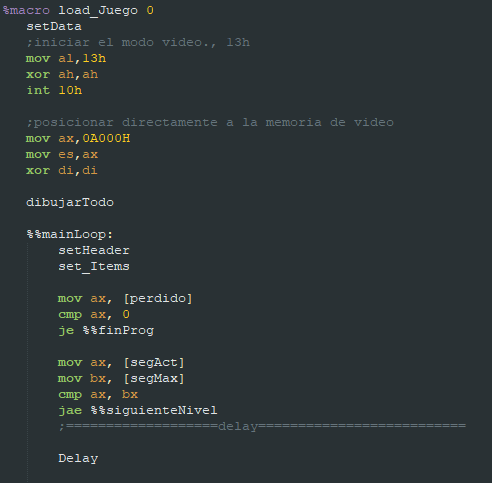 %macro load_Juego 0
setData
;iniciar el modo video., 13h
mov al,13h
xor ah,ah
int 10h
;posicionar directamente a la memoria de video
mov ax,0A000H
mov es,ax
xor di,di
dibujarTodo
%%mainLoop:
setHeader
set_Items
mov ax, [perdido]
cmp ax, 0
je %%finProg
mov ax, [segAct]
mov bx, [segMax]
cmp ax, bx
jae %%siguienteNivel
;===================delay==========================
Delay